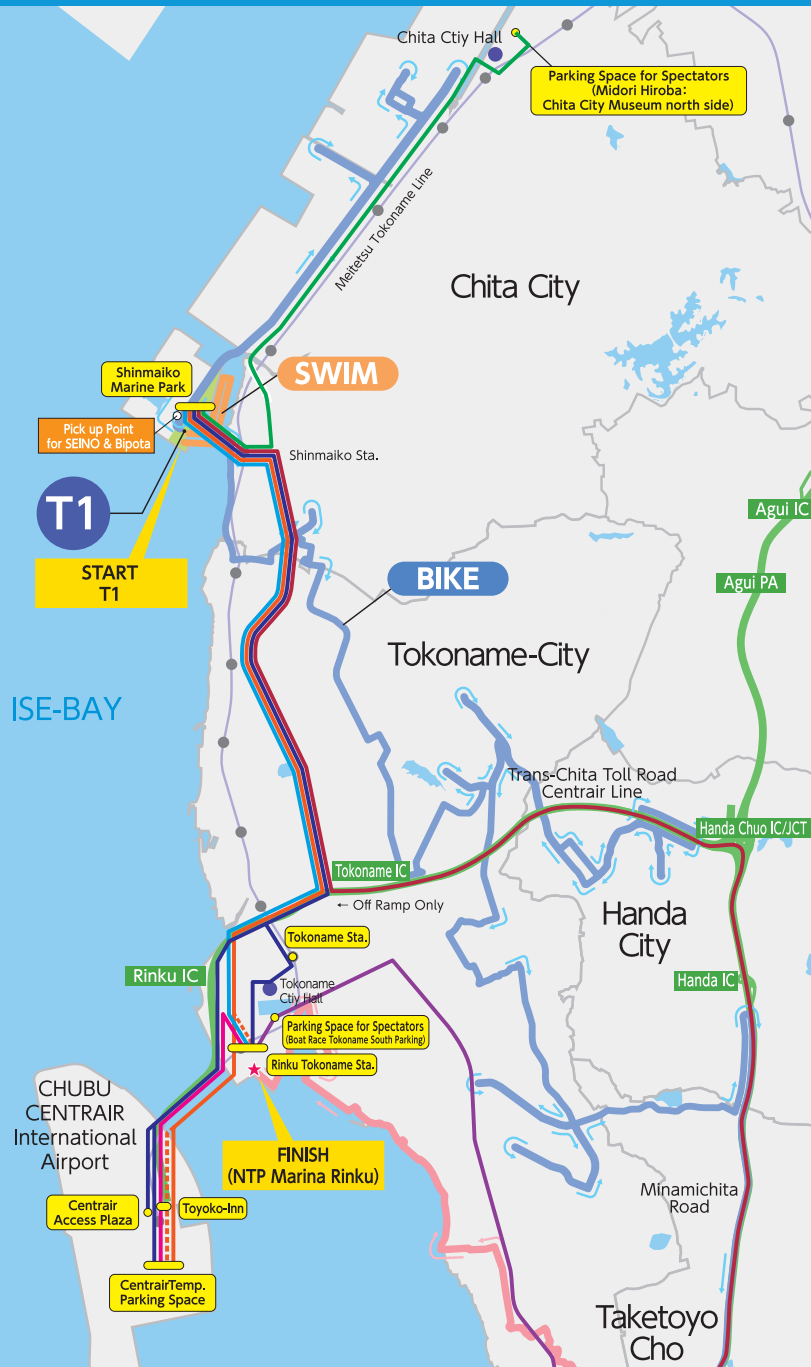 Chita Ctiy Hall
Parking Space for Spectators
(Midori Hiroba:
Chita City Museum north side)
Meitetsu Tokoname Line
Chita City
Shinmaiko
Marine Park
SWIM
Pick up Point
for SEINO & Bipota
Shinmaiko Sta.
T1
Agui IC
START
T1
BIKE
Agui PA
Tokoname-City
ISE-BAY
Trans-Chita Toll Road
Centrair Line
Handa Chuo IC/JCT
Tokoname IC
← Off Ramp Only
Handa
City
Tokoname Sta.
Rinku IC
Handa IC
Tokoname
Ctiy Hall
Parking Space for Spectators
(Boat Race Tokoname South Parking)
Rinku Tokoname Sta.
CHUBU
CENTRAIR
International
Airport
FINISH
(NTP Marina Rinku)
Minamichita
Road
Centrair
Access Plaza
Toyoko-Inn
CentrairTemp.
Parking Space
Taketoyo
Cho